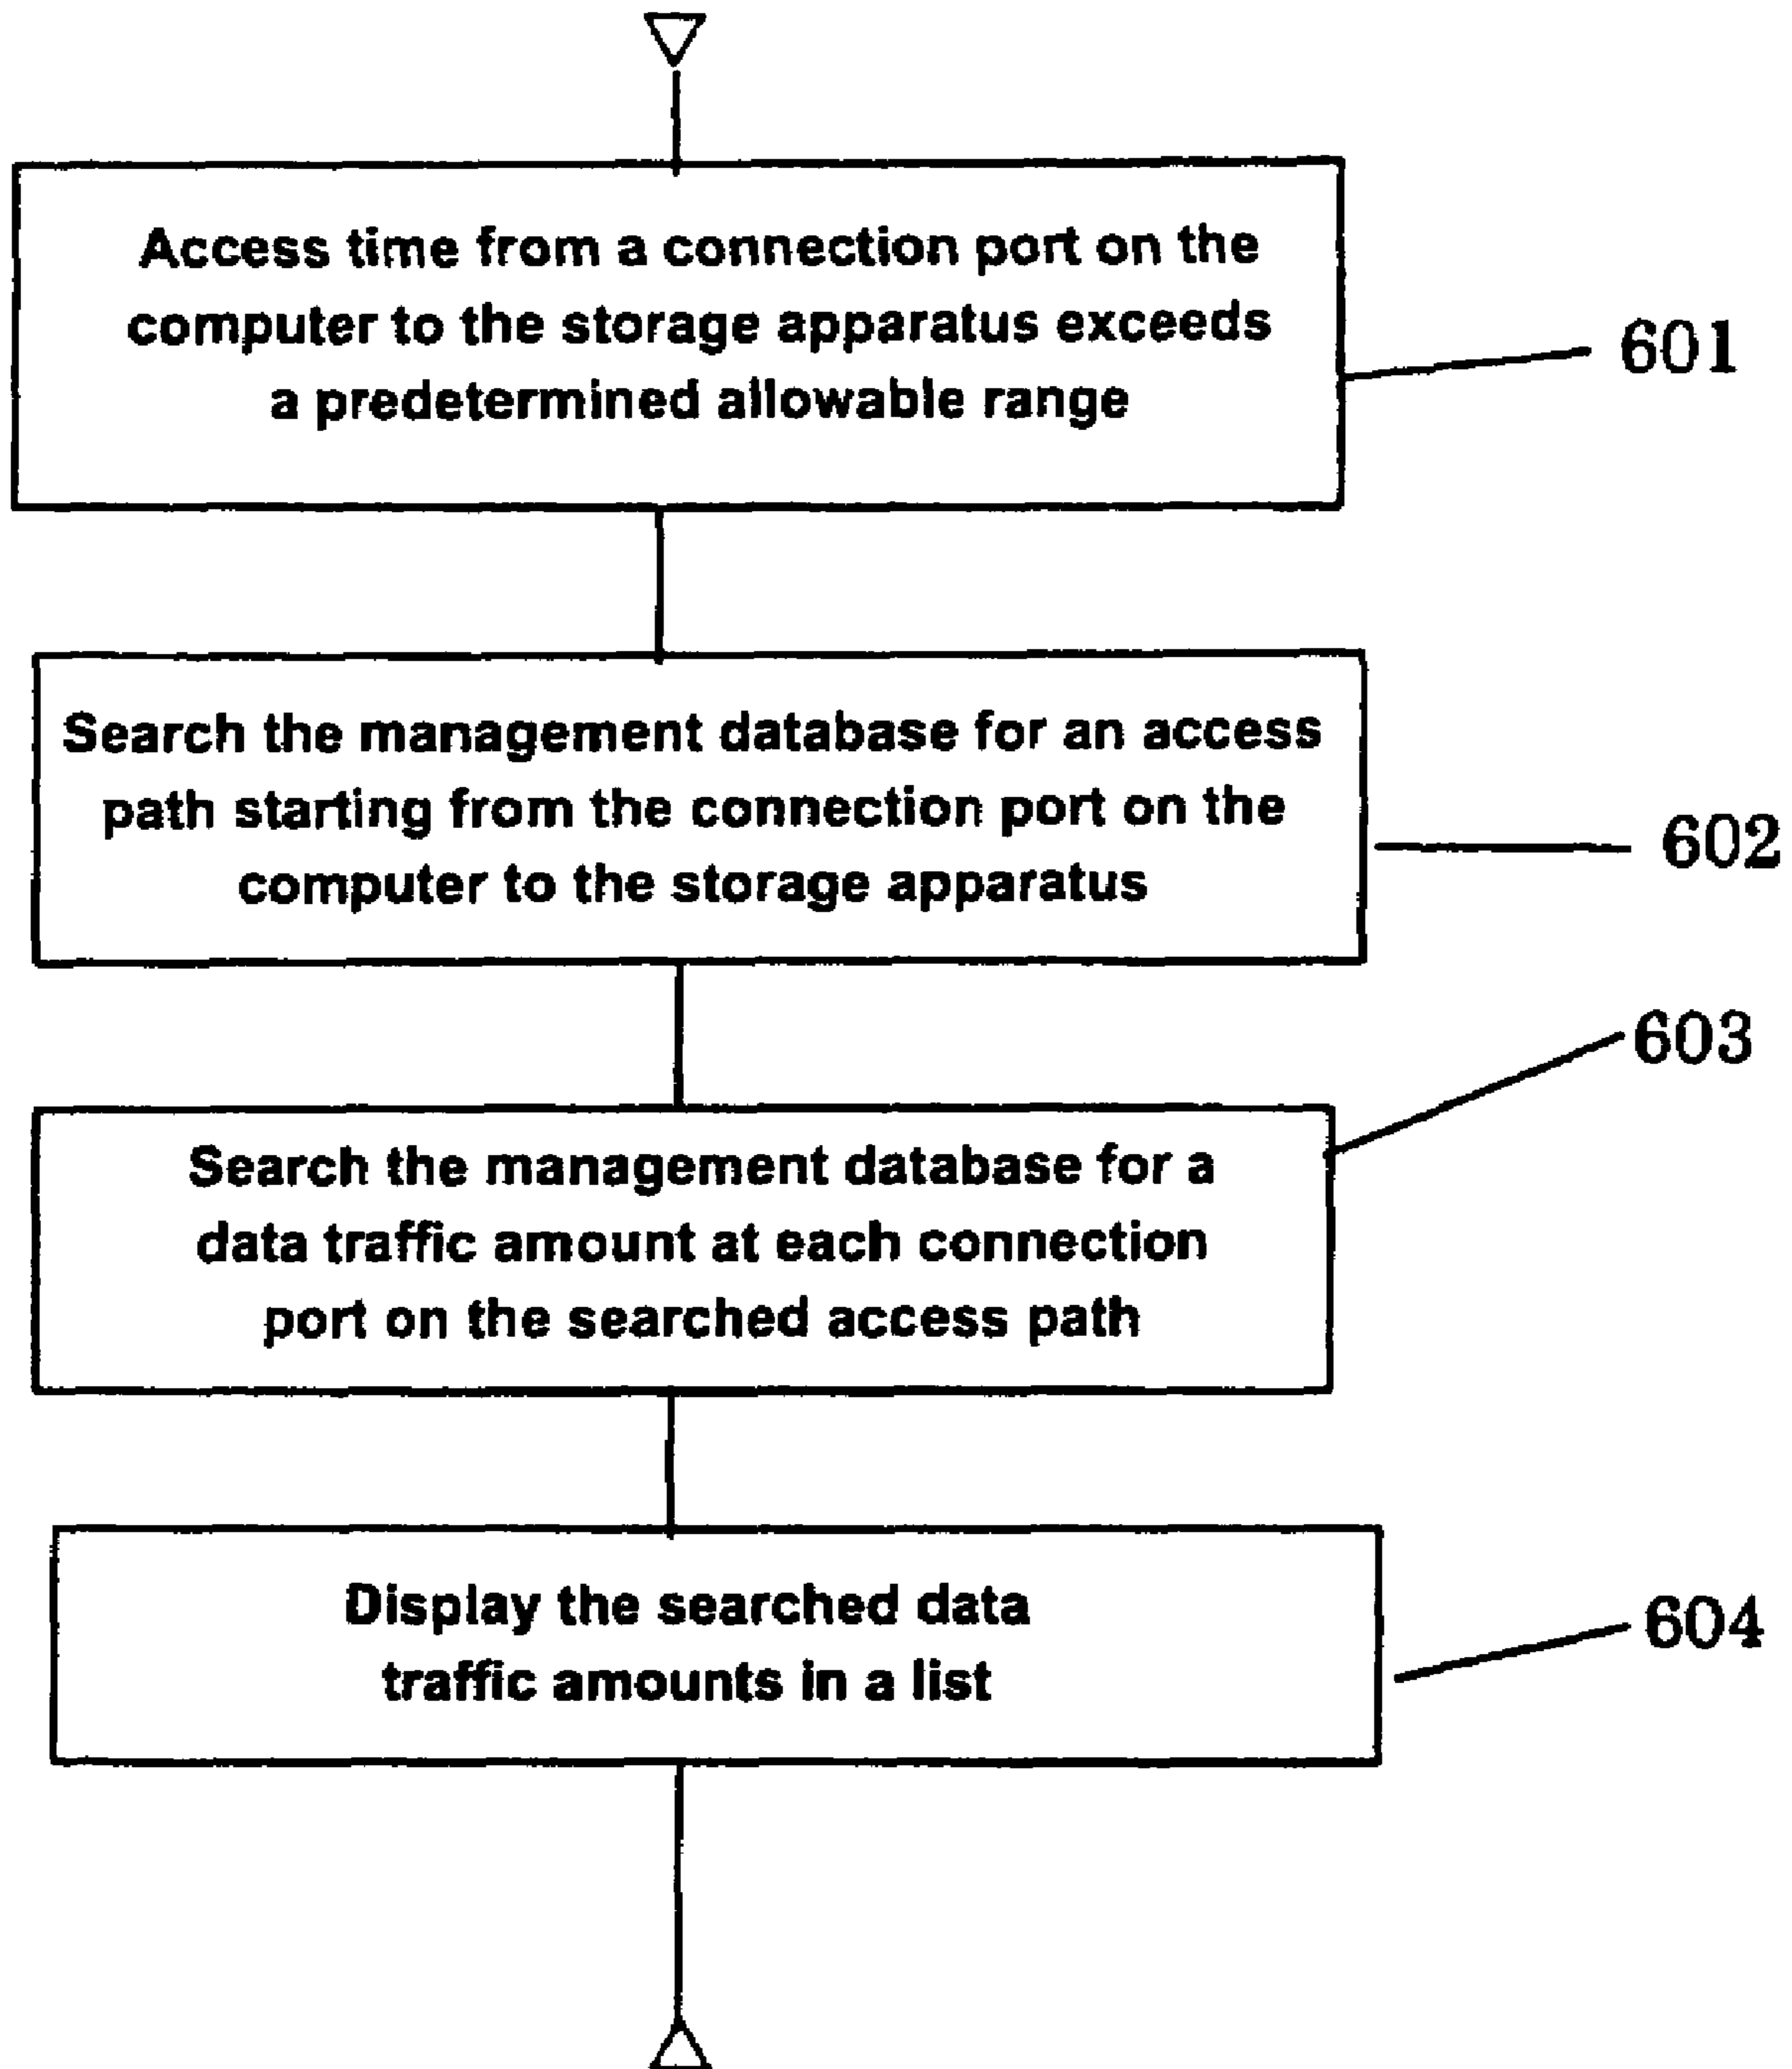 Access time from a connection port on the
computer to the storage apparatus exceeds
a predetermined allowable range
601
Search the management database for an access
path starting from the connection port on the
computer to the storage apparatus
602
603
Search the management database for a
data traffic amount at each connection
port on the searched access path
Display the searched data
traffic amounts in a list
604